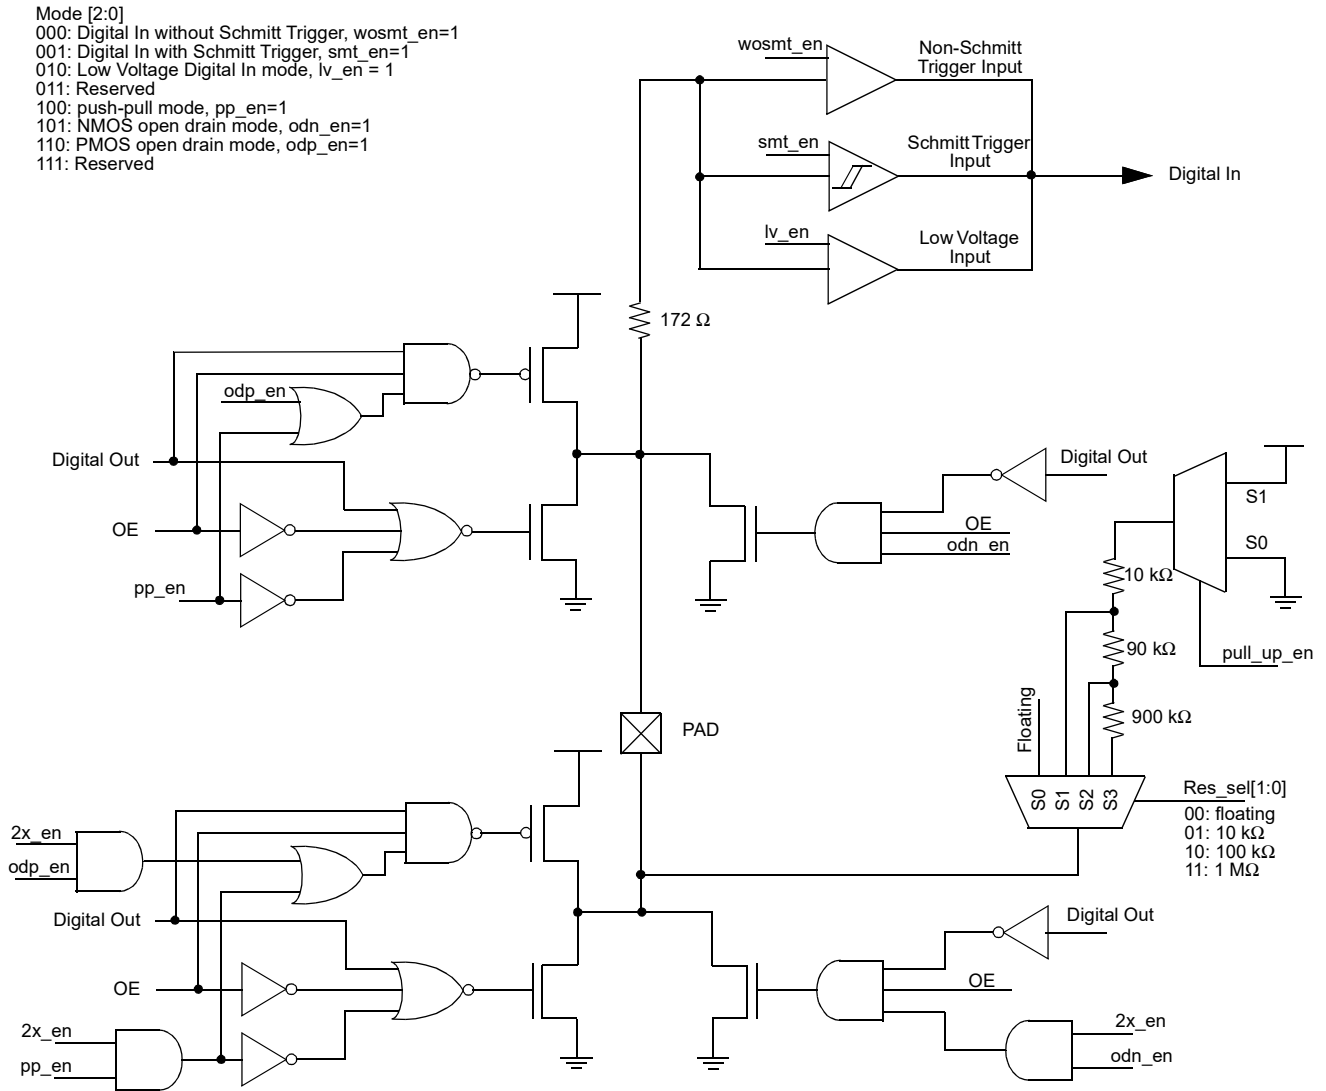 Mode [2:0]
000: Digital In without Schmitt Trigger, wosmt_en=1
001: Digital In with Schmitt Trigger, smt_en=1
010: Low Voltage Digital In mode, lv_en = 1
011: Reserved
100: push-pull mode, pp_en=1
101: NMOS open drain mode, odn_en=1
110: PMOS open drain mode, odp_en=1
111: Reserved
wosmt_en
Non-Schmitt
Trigger Input
smt_en
Schmitt Trigger
Input
Digital In
lv_en
Low Voltage
Input
172 Ω
odp_en
Digital Out
OE
pp_en
Digital Out
OE
odn_en
S1
S0
10 kΩ
90 kΩ
pull_up_en
900 kΩ
Floating
PAD
S0
S1
S2
S3
Res_sel[1:0]
00: floating
01: 10 kΩ
10: 100 kΩ
11: 1 MΩ
2x_en
odp_en
Digital Out
OE
2x_en
pp_en
Digital Out
OE
2x_en
odn_en